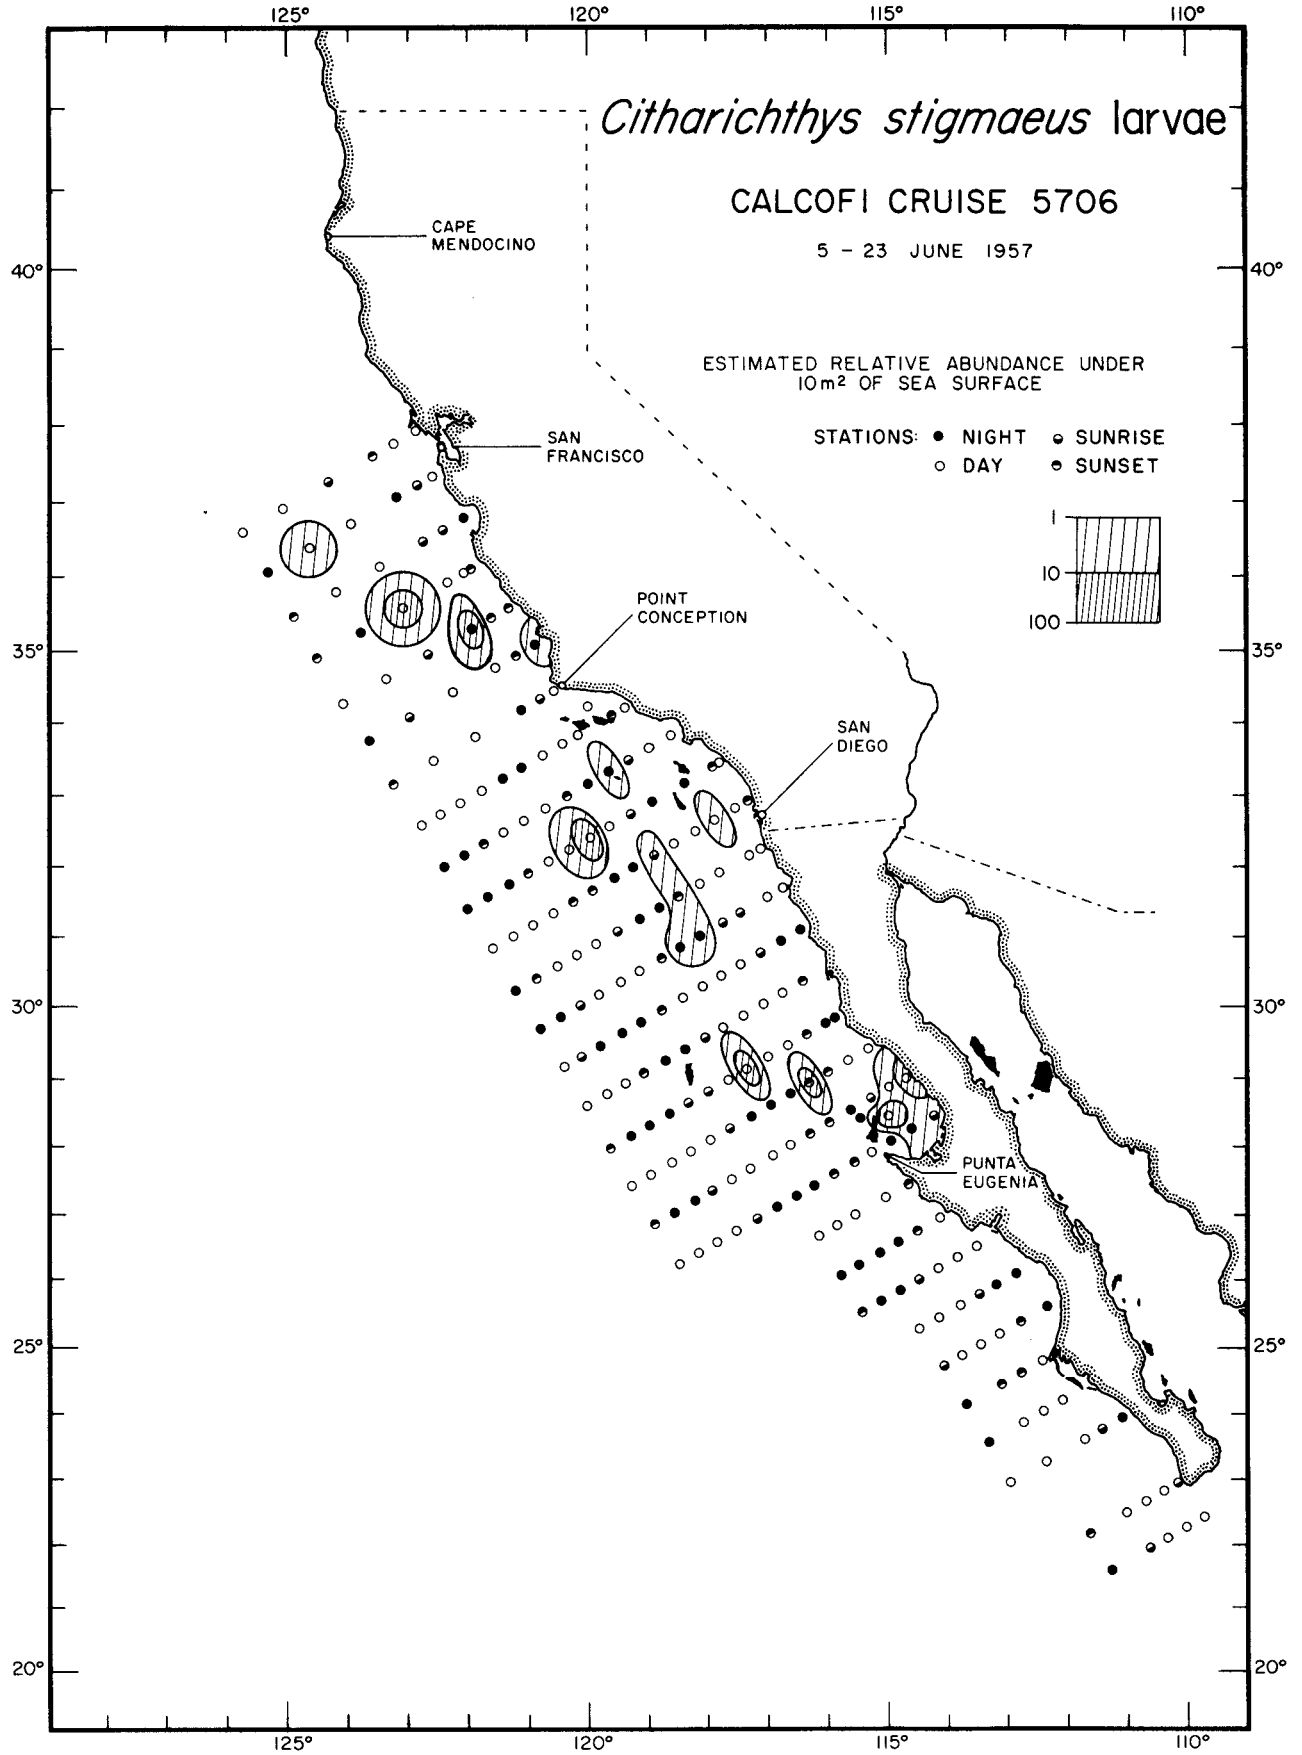 125° 120° 115° 110°
Citharichthys stigmaeus larvae
CALCOFI CRUISE 5706
5 – 23 JUNE 1957
CAPE
MENDOCINO
40° 40°
ESTIMATED RELATIVE ABUNDANCE UNDER
10m² OF SEA SURFACE
STATIONS: NIGHT SUNRISE
DAY SUNSET
SAN
FRANCISCO
1
10
100
POINT
CONCEPTION
35° 35°
SAN
DIEGO
30° 30°
PUNTA
EUGENIA
25° 25°
20° 20°
125° 120° 115° 110°